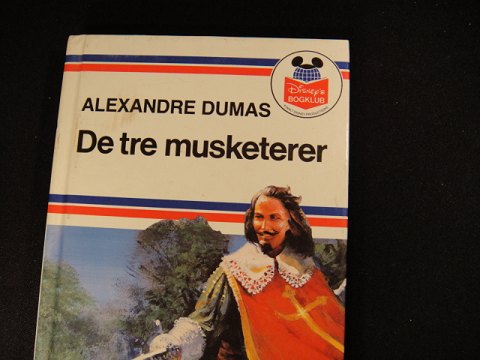 DISNEY'S
BOGKLUB
ALEXANDRE DUMAS
De tre musketerer